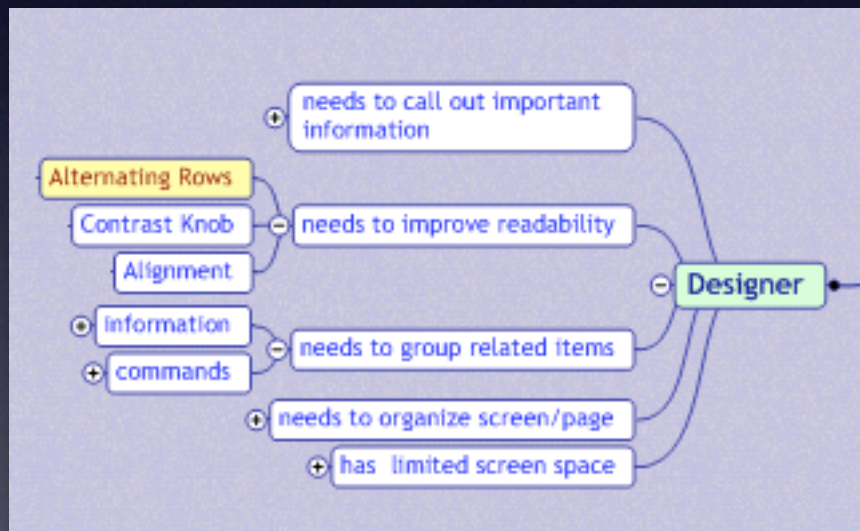 needs to call out important
information
Alternating Rows
Contrast Knob
needs to improve readability
Alignment
Designer
information
needs to group related items
commands
needs to organize screen/page
has limited screen space